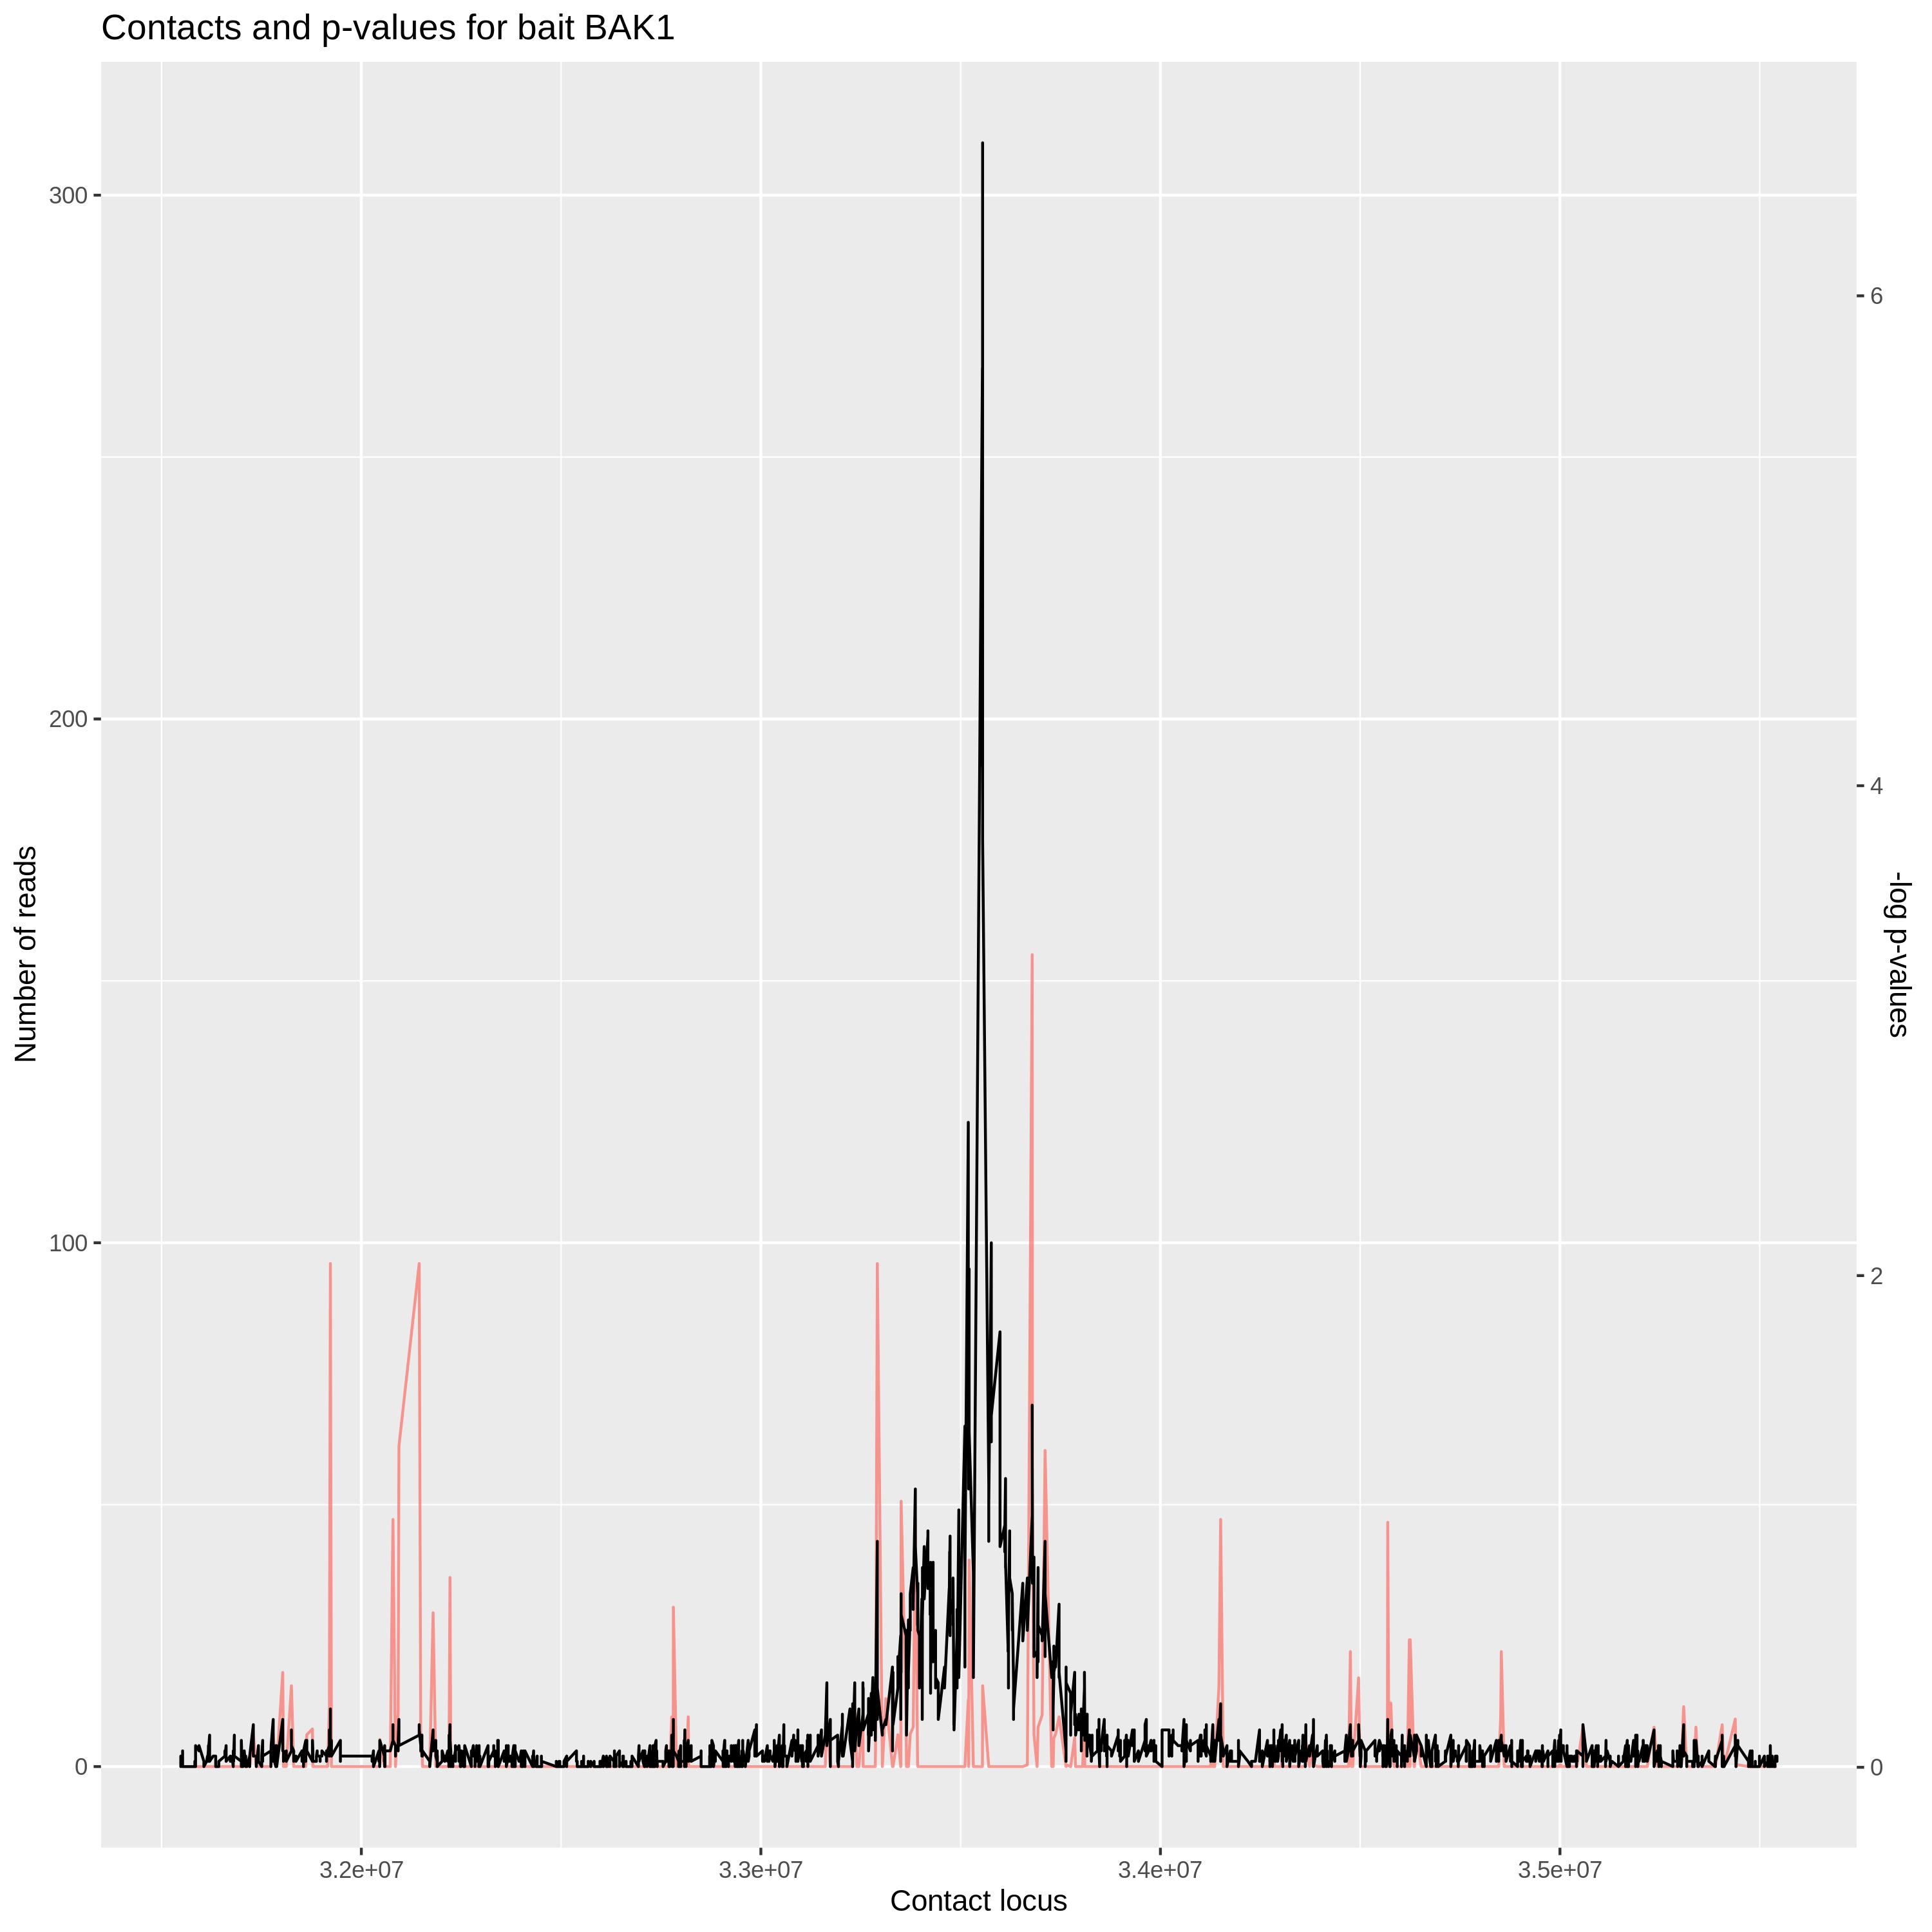 Contacts and p-values for bait BAK1
Number of reads
300
200
100
0
6
4
2
0
-log p-values
3.2e+07
3.3e+07
3.4e+07
3.5e+07
Contact locus